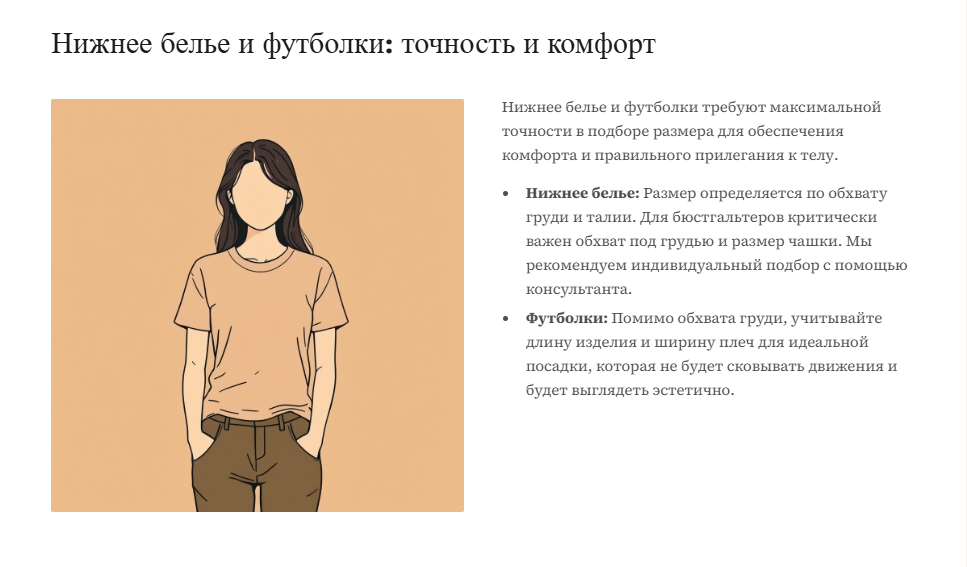 Нижнее белье и футболки: точность и комфорт
Нижнее белье и футболки требуют максимальной
точности в подборе размера для обеспечения
комфорта и правильного прилегания к телу.
• Нижнее белье: Размер определяется по обхвату
груди и талии. Для бюстгальтеров критически
важен обхват под грудью и размер чашки. Мы
рекомендуем индивидуальный подбор с помощью
консультанта.
• Футболки: Помимо обхвата груди, учитывайте
длину изделия и ширину плеч для идеальной
посадки, которая не будет сковывать движения и
будет выглядеть эстетично.